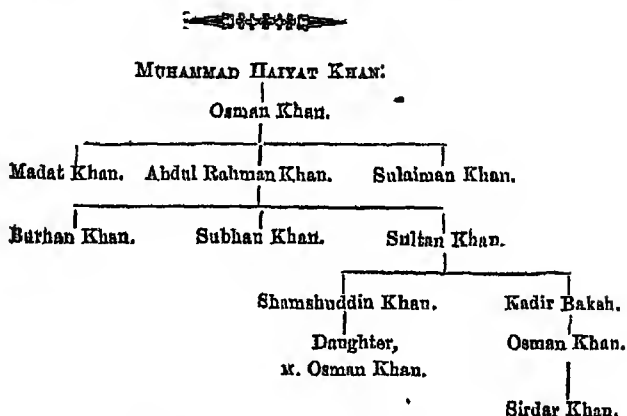 MUHAMMAD HAIYAT KHAN:
Osman Khan.
Madat Khan. Abdul Rahman Khan. Sulaiman Khan.
Burhan Khan. Subhan Khan. Sultan Khan.
Shamshuddin Khan. Kadir Baksh.
Daughter, Osman Khan.
M. Osman Khan.
Sirdar Khan.